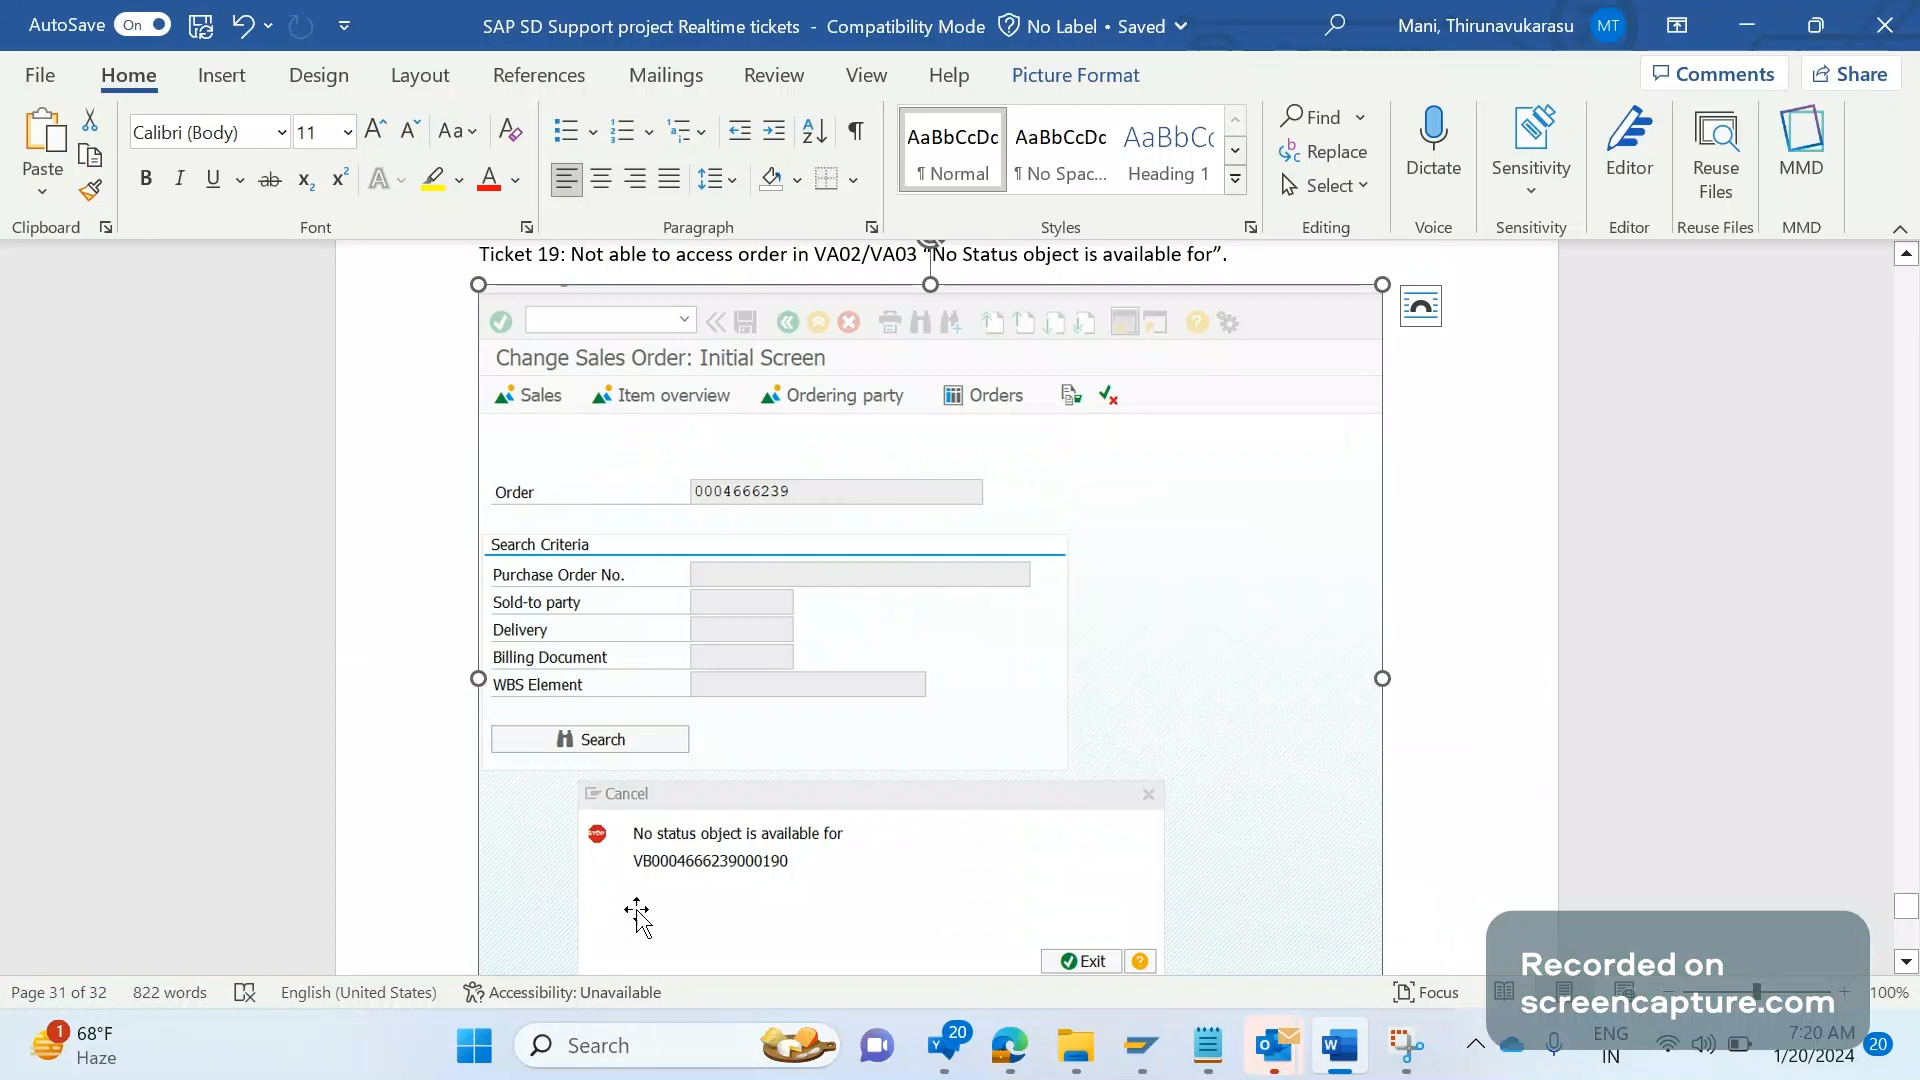 AutoSave On
SAP SD Support project Realtime tickets - Compatibility Mode No Label • Saved
Mani, Thirunavukarasu MT
File Home Insert Design Layout References Mailings Review View Help Picture Format
Comments Share
Paste
Clipboard
Calibri (Body) 11
Font
Paragraph
AaBbCcDc AaBbCcDc AaBbCc
¶ Normal ¶ No Spac... Heading 1
Styles
Find
Replace
Select
Editing
Dictate
Voice
Sensitivity
Sensitivity
Editor
Editor
Reuse
Files
Reuse Files
MMD
MMD
Ticket 19: Not able to access order in VA02/VA03 “No Status object is available for”.
Change Sales Order: Initial Screen
Sales Item overview Ordering party Orders
Order 0004666239
Search Criteria
Purchase Order No.
Sold-to party
Delivery
Billing Document
WBS Element
Search
Cancel
STOP No status object is available for
VB0004666239000190
Exit
Page 31 of 32 822 words English (United States) Accessibility: Unavailable Focus 100%
Recorded on
screencapture.com
1 68°F
Haze
Search
20
ENG
IN
7:20 AM
1/20/2024
20